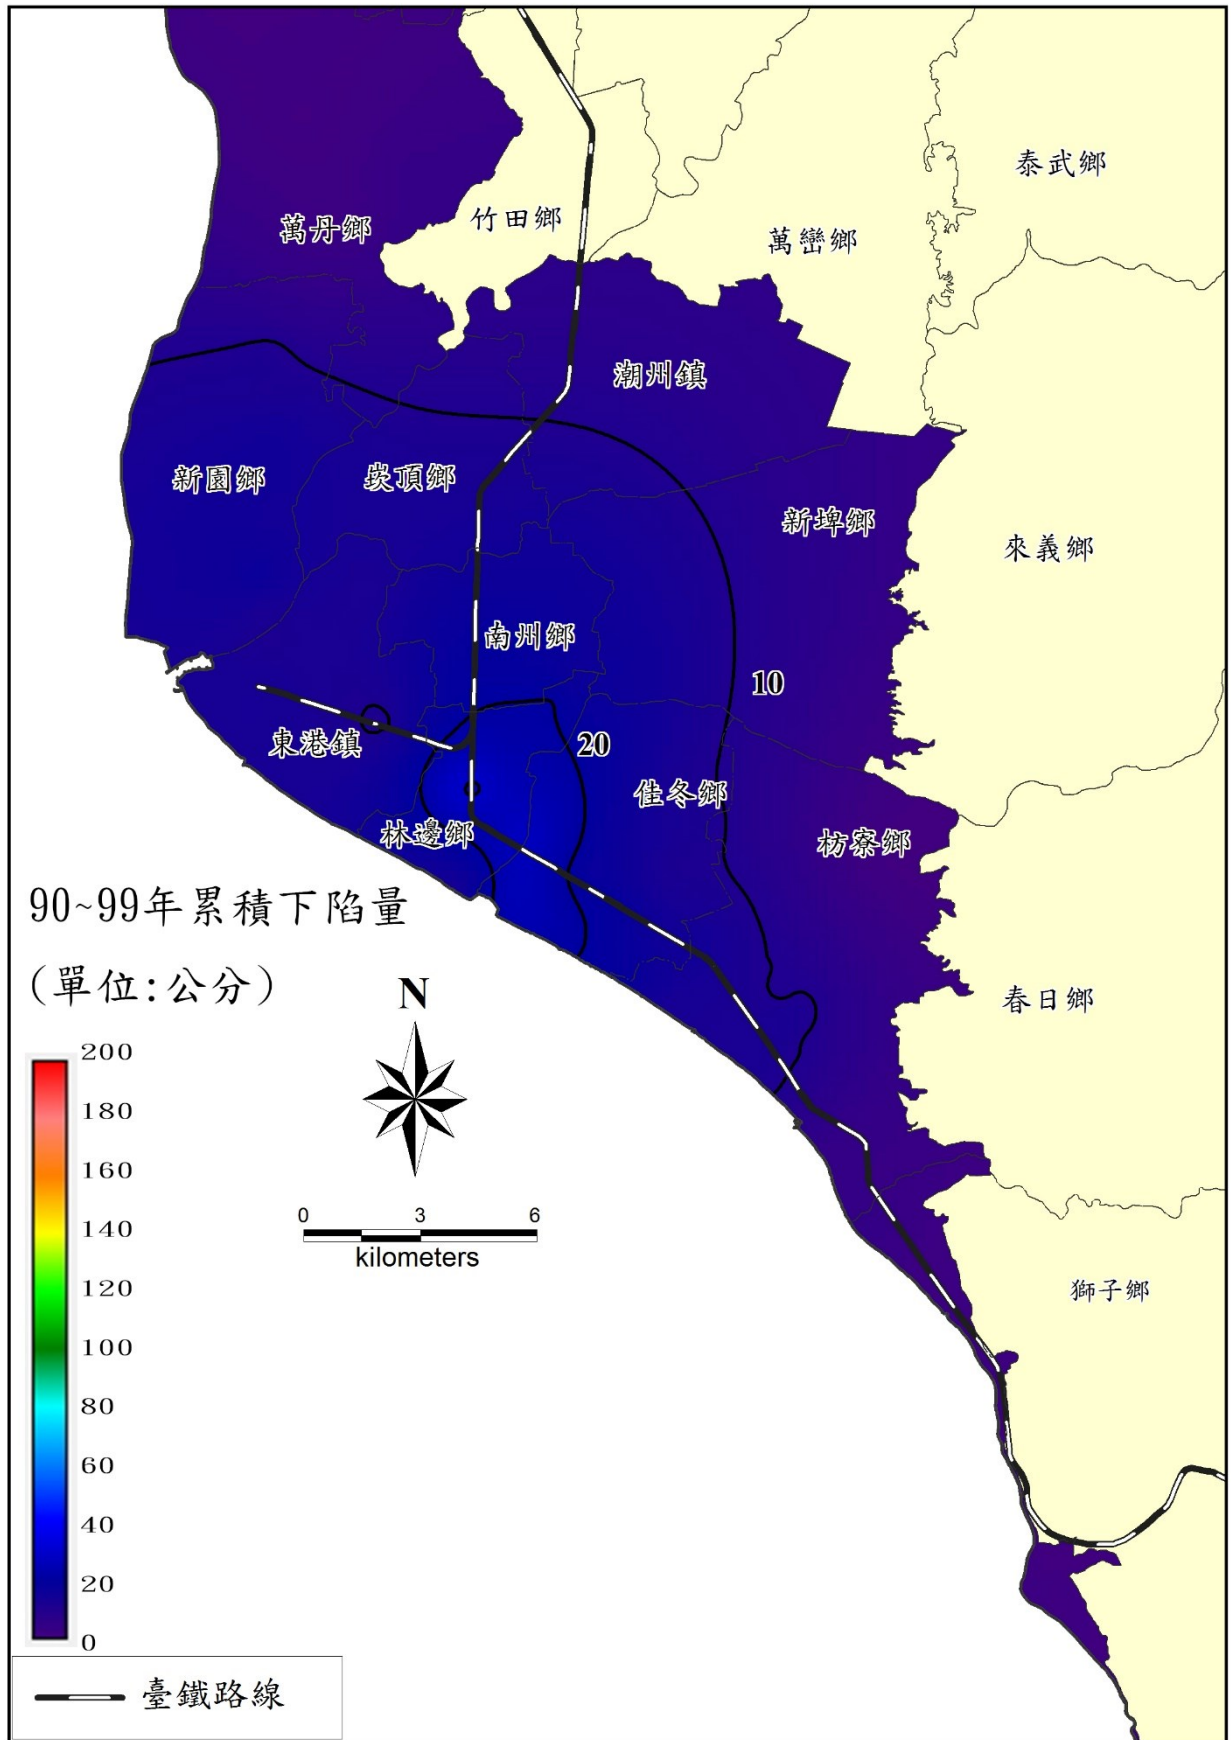 泰武鄉
竹田鄉
萬丹鄉
萬巒鄉
潮州鎮
新園鄉
崁頂鄉
新埤鄉
來義鄉
南州鄉
10
東港鎮
20
佳冬鄉
林邊鄉
枋寮鄉
90~99年累積下陷量
(單位:公分)
N
春日鄉
200
180
160
140
120
100
80
60
40
20
0
0 3 6
kilometers
獅子鄉
臺鐵路線